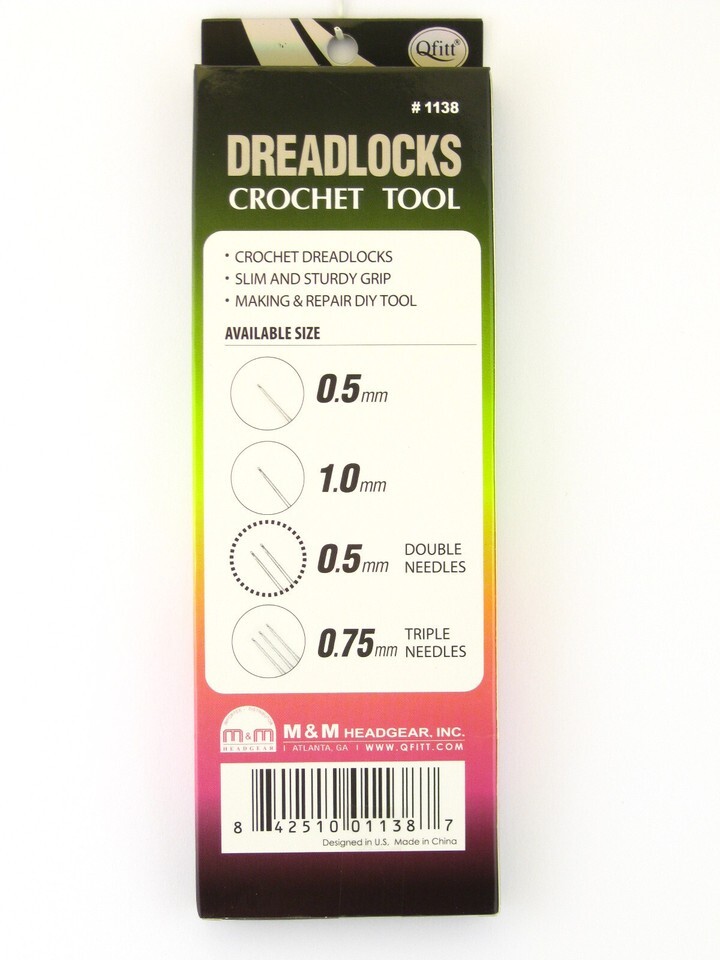 Qfitt®
# 1138
DREADLOCKS
CROCHET TOOL
• CROCHET DREADLOCKS
• SLIM AND STURDY GRIP
• MAKING & REPAIR DIY TOOL
AVAILABLE SIZE
0.5mm
1.0mm
0.5mm DOUBLE
NEEDLES
0.75mm TRIPLE
NEEDLES
M&M
HEADGEAR
M&M HEADGEAR, INC.
| ATLANTA, GA | WWW.QFITT.COM
8 42510 01138 7
Designed in U.S. Made in China